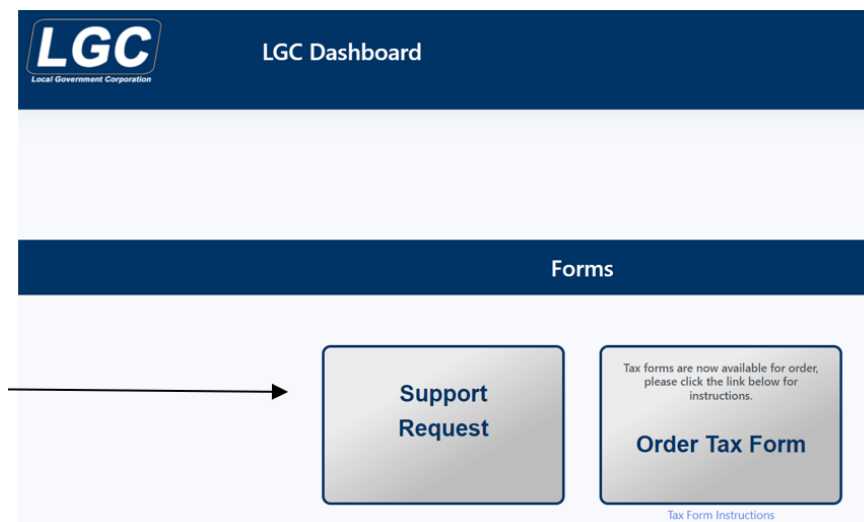 LGC
Local Government Corporation
LGC Dashboard
Forms
Support
Request
Tax forms are now available for order,
please click the link below for
instructions.
Order Tax Form
Tax Form Instructions